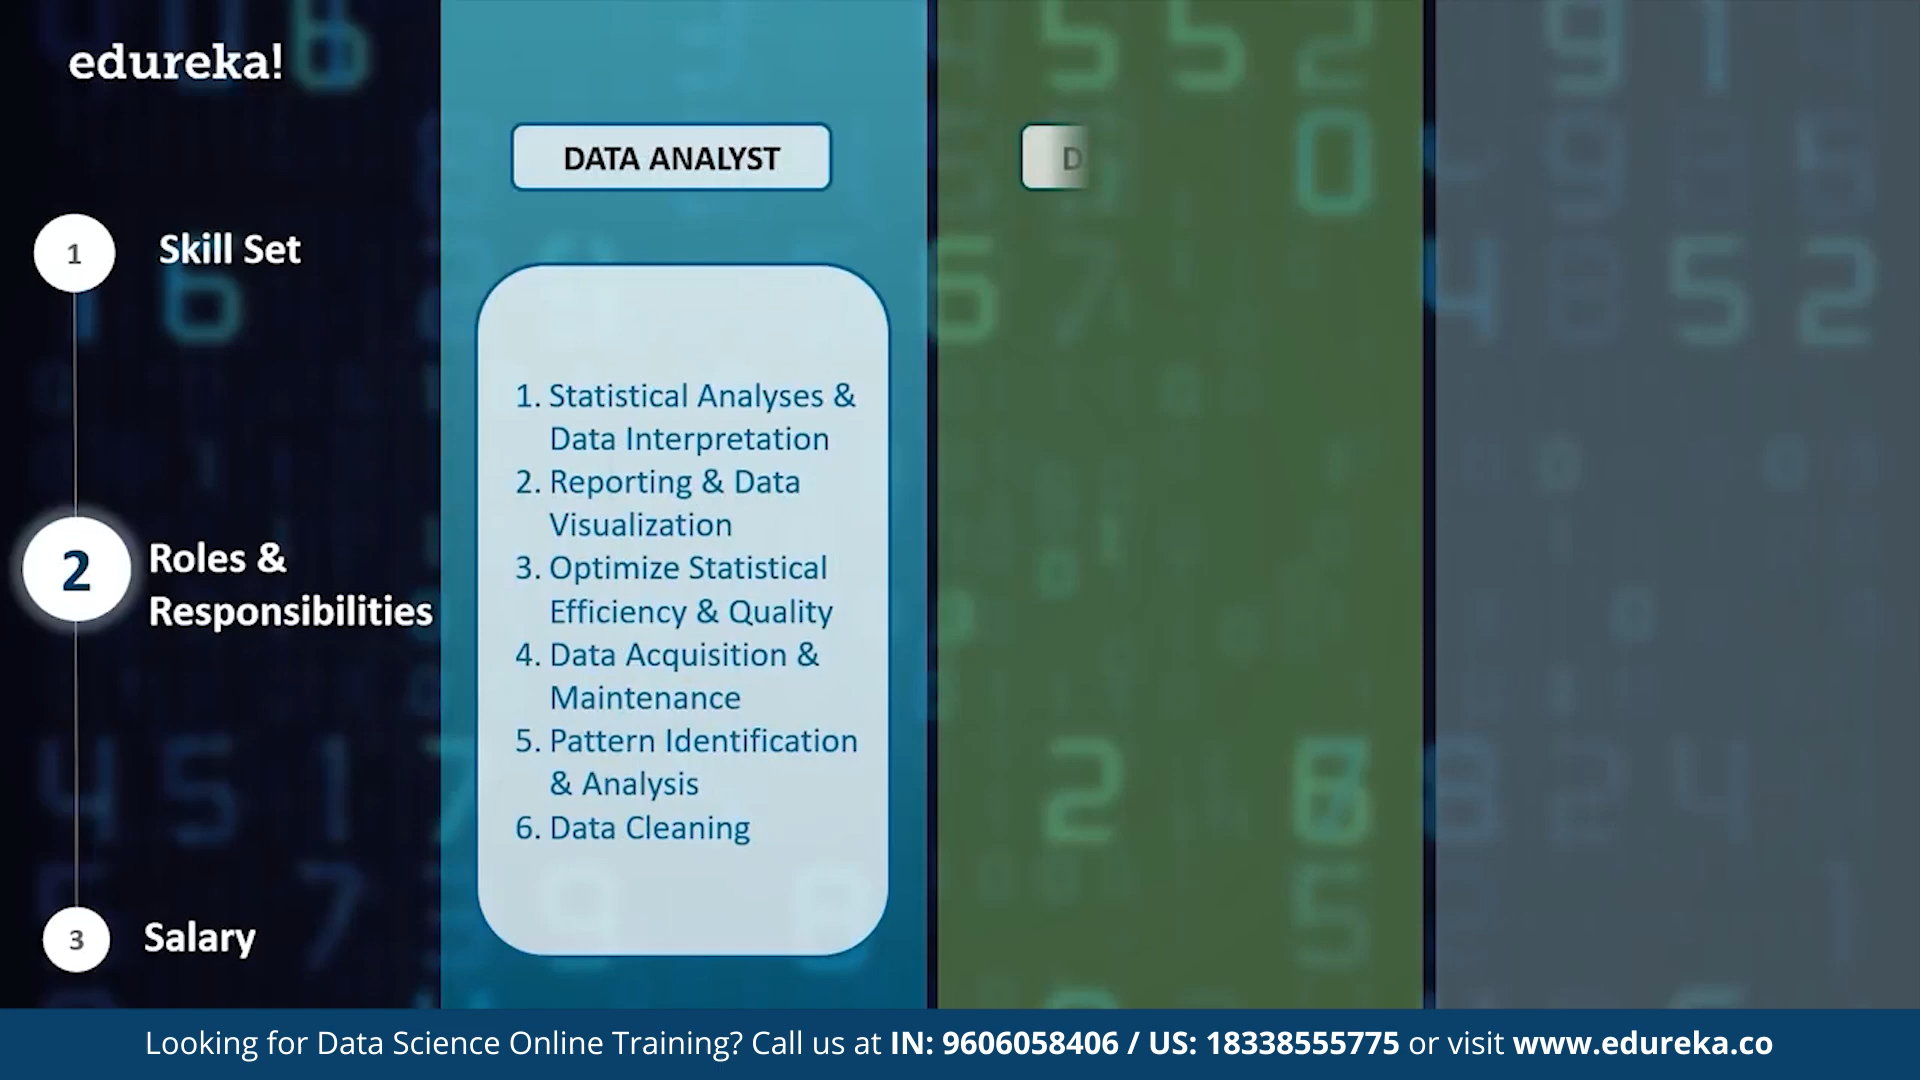 edureka!
DATA ANALYST
D
1
Skill Set
2
Roles &
Responsibilities
3
Salary
1. Statistical Analyses &
Data Interpretation
2. Reporting & Data
Visualization
3. Optimize Statistical
Efficiency & Quality
4. Data Acquisition &
Maintenance
5. Pattern Identification
& Analysis
6. Data Cleaning
Looking for Data Science Online Training? Call us at IN: 9606058406 / US: 18338555775 or visit www.edureka.co